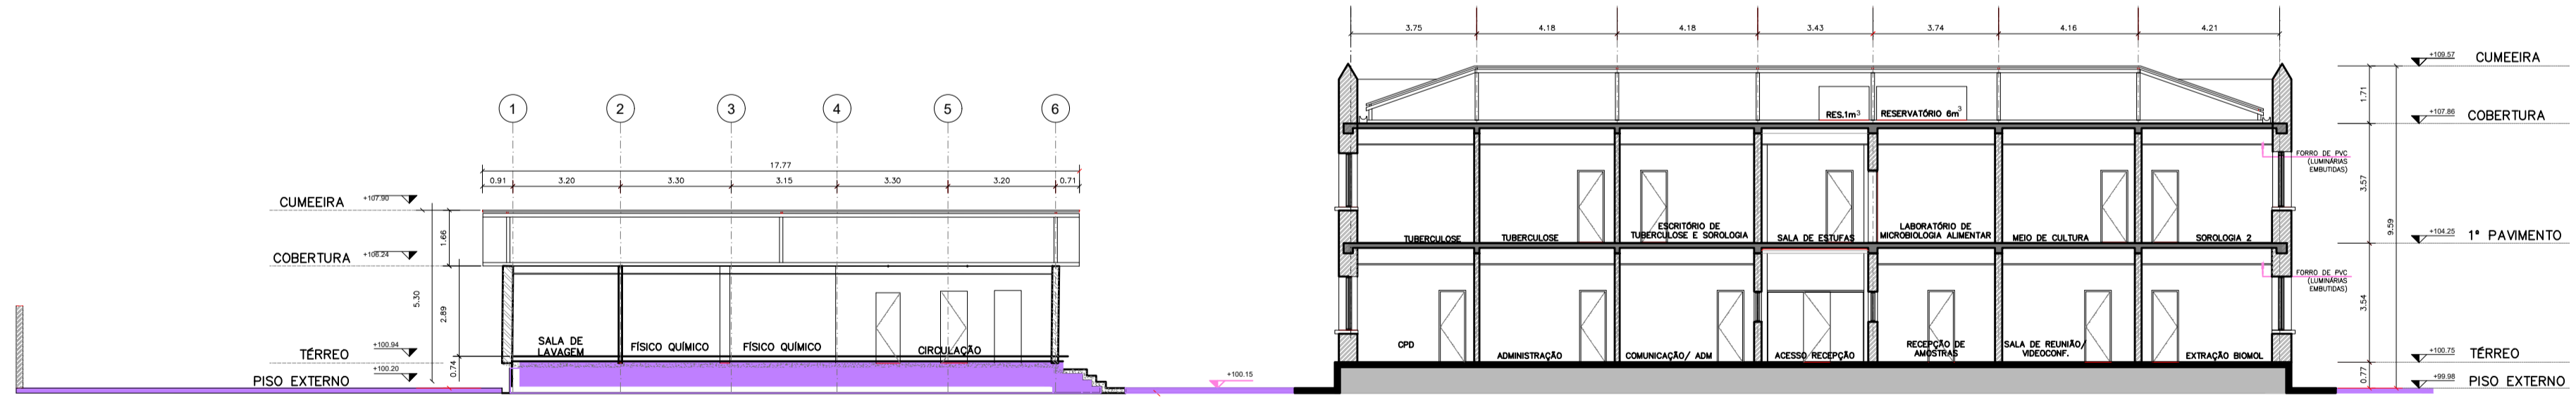 3.75
4.18
4.18
3.43
3.74
4.16
4.21
+109.57
CUMEEIRA
1.71
RES.1m³
RESERVATÓRIO 6m³
+107.86
COBERTURA
1
2
3
4
5
6
FORRO DE PVC
(LUMINÁRIAS
EMBUTIDAS)
17.77
0.91
3.20
3.30
3.15
3.30
3.20
0.71
3.57
9.59
CUMEEIRA
+107.90
1.66
TUBERCULOSE
TUBERCULOSE
ESCRITÓRIO DE
TUBERCULOSE E SOROLOGIA
SALA DE ESTUFAS
LABORATÓRIO DE
MICROBIOLOGIA ALIMENTAR
MEIO DE CULTURA
SOROLOGIA 2
+104.25
1º PAVIMENTO
COBERTURA
+106.24
FORRO DE PVC
(LUMINÁRIAS
EMBUTIDAS)
5.30
2.89
3.54
SALA DE
LAVAGEM
FÍSICO QUÍMICO
FÍSICO QUÍMICO
CIRCULAÇÃO
CPD
ADMINISTRAÇÃO
COMUNICAÇÃO/ ADM
ACESSO RECEPÇÃO
RECEPÇÃO DE
AMOSTRAS
SALA DE REUNIÃO/
VIDEOCONF.
EXTRAÇÃO BIOMOL
TÉRREO
+100.94
+100.75
TÉRREO
0.74
0.77
PISO EXTERNO
+100.20
+100.15
+99.98
PISO EXTERNO